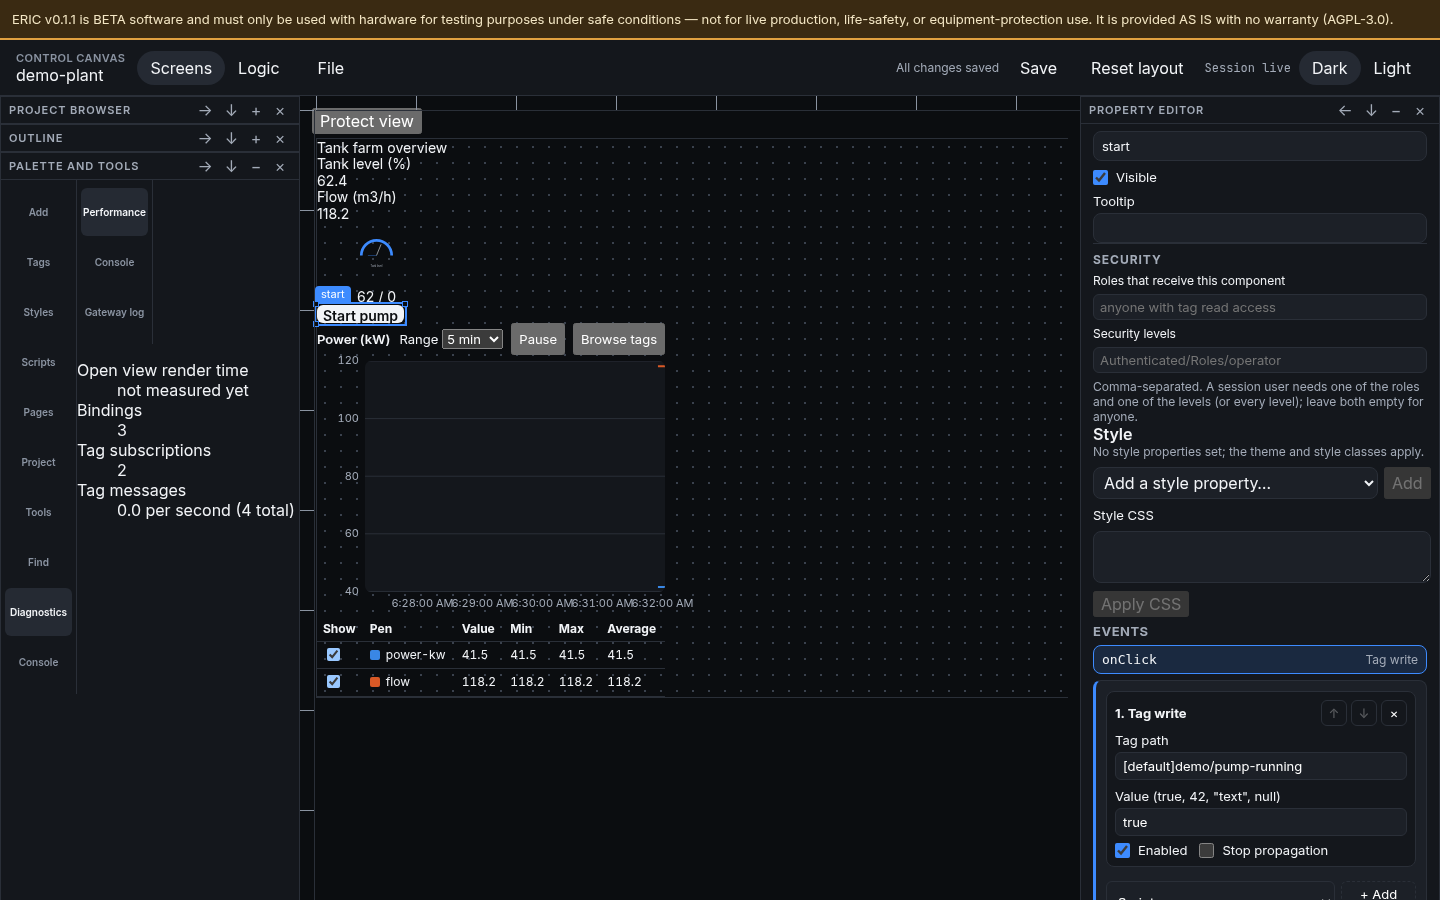 ERIC v0.1.1 is BETA software and must only be used with hardware for testing purposes under safe conditions — not for live production, life-safety, or equipment-protection use. It is provided AS IS with no warranty (AGPL-3.0).
CONTROL CANVAS
demo-plant
Screens
Logic
File
All changes saved
Save
Reset layout
Session live
Dark
Light
PROJECT BROWSER
OUTLINE
PALETTE AND TOOLS
Add
Tags
Styles
Scripts
Pages
Project
Tools
Find
Diagnostics
Console
Performance
Console
Gateway log
Open view render time
not measured yet
Bindings
3
Tag subscriptions
2
Tag messages
0.0 per second (4 total)
Protect view
Tank farm overview
Tank level (%)
62.4
Flow (m3/h)
118.2
start
62 / 0
Start pump
Power (kW)
Range
5 min
Pause
Browse tags
120
100
80
60
40
6:28:00 AM
6:29:00 AM
6:30:00 AM
6:31:00 AM
6:32:00 AM
Show Pen Value Min Max Average
power-kw 41.5 41.5 41.5 41.5
flow 118.2 118.2 118.2 118.2
PROPERTY EDITOR
start
Visible
Tooltip
SECURITY
Roles that receive this component
anyone with tag read access
Security levels
Authenticated/Roles/operator
Comma-separated. A session user needs one of the roles
and one of the levels (or every level); leave both empty for
anyone.
Style
No style properties set; the theme and style classes apply.
Add a style property...
Add
Style CSS
Apply CSS
EVENTS
onClick
Tag write
1. Tag write
Tag path
[default]demo/pump-running
Value (true, 42, "text", null)
true
Enabled
Stop propagation
+ Add